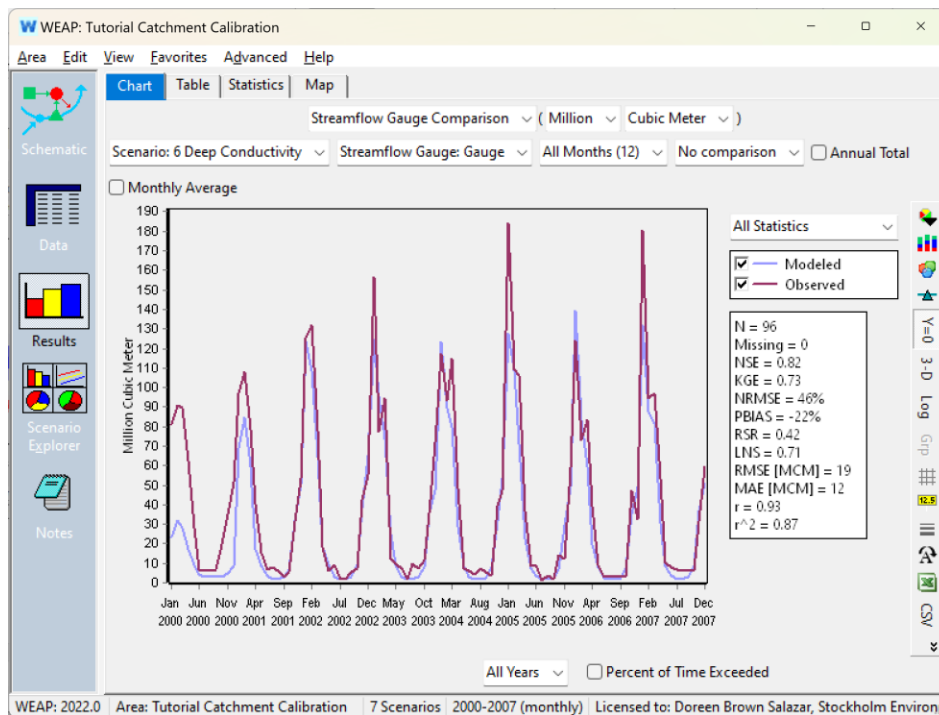 WEAP: Tutorial Catchment Calibration
Area Edit View Favorites Advanced Help
Chart Table Statistics Map
Streamflow Gauge Comparison ( Million Cubic Meter )
Scenario: 6 Deep Conductivity Streamflow Gauge: Gauge All Months (12) No comparison Annual Total
Monthly Average
Schematic
Data
Results
Scenario
Explorer
Notes
Million Cubic Meter
190
180
170
160
150
140
130
120
110
100
90
80
70
60
50
40
30
20
10
0
Jan Jun Nov Apr Sep Feb Jul Dec May Oct Mar Aug Jan Jun Nov Apr Sep Feb Jul Dec
2000 2000 2000 2001 2001 2002 2002 2002 2003 2003 2004 2004 2005 2005 2005 2006 2006 2007 2007 2007
All Statistics
Modeled
Observed
N = 96
Missing = 0
NSE = 0.82
KGE = 0.73
NRMSE = 46%
PBIAS = -22%
RSR = 0.42
LNS = 0.71
RMSE [MCM] = 19
MAE [MCM] = 12
r = 0.93
r^2 = 0.87
Y=0
3-D
Log
Grp
12.5
A
CSV
All Years Percent of Time Exceeded
WEAP: 2022.0 Area: Tutorial Catchment Calibration 7 Scenarios 2000-2007 (monthly) Licensed to: Doreen Brown Salazar, Stockholm Environ